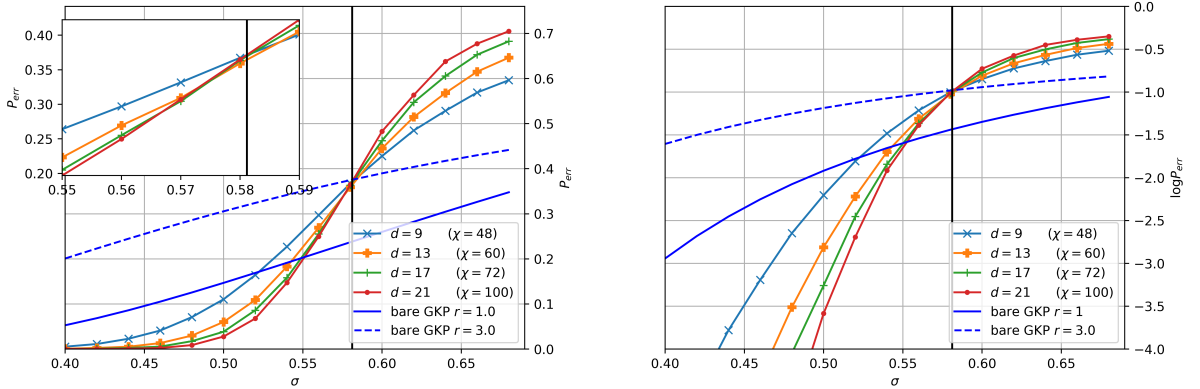 0.40
0.35
0.30
0.25
0.20
P_err
0.55 0.56 0.57 0.58 0.59
0.7
0.6
0.5
0.4
0.3
0.2
0.1
0.0
P_err
d = 9 (χ = 48)
d = 13 (χ = 60)
d = 17 (χ = 72)
d = 21 (χ = 100)
bare GKP r = 1.0
bare GKP r = 3.0
0.40 0.45 0.50 0.55 0.60 0.65
σ
0.0
−0.5
−1.0
−1.5
−2.0
−2.5
−3.0
−3.5
−4.0
logP_err
d = 9 (χ = 48)
d = 13 (χ = 60)
d = 17 (χ = 72)
d = 21 (χ = 100)
bare GKP r = 1
bare GKP r = 3.0
0.40 0.45 0.50 0.55 0.60 0.65
σ